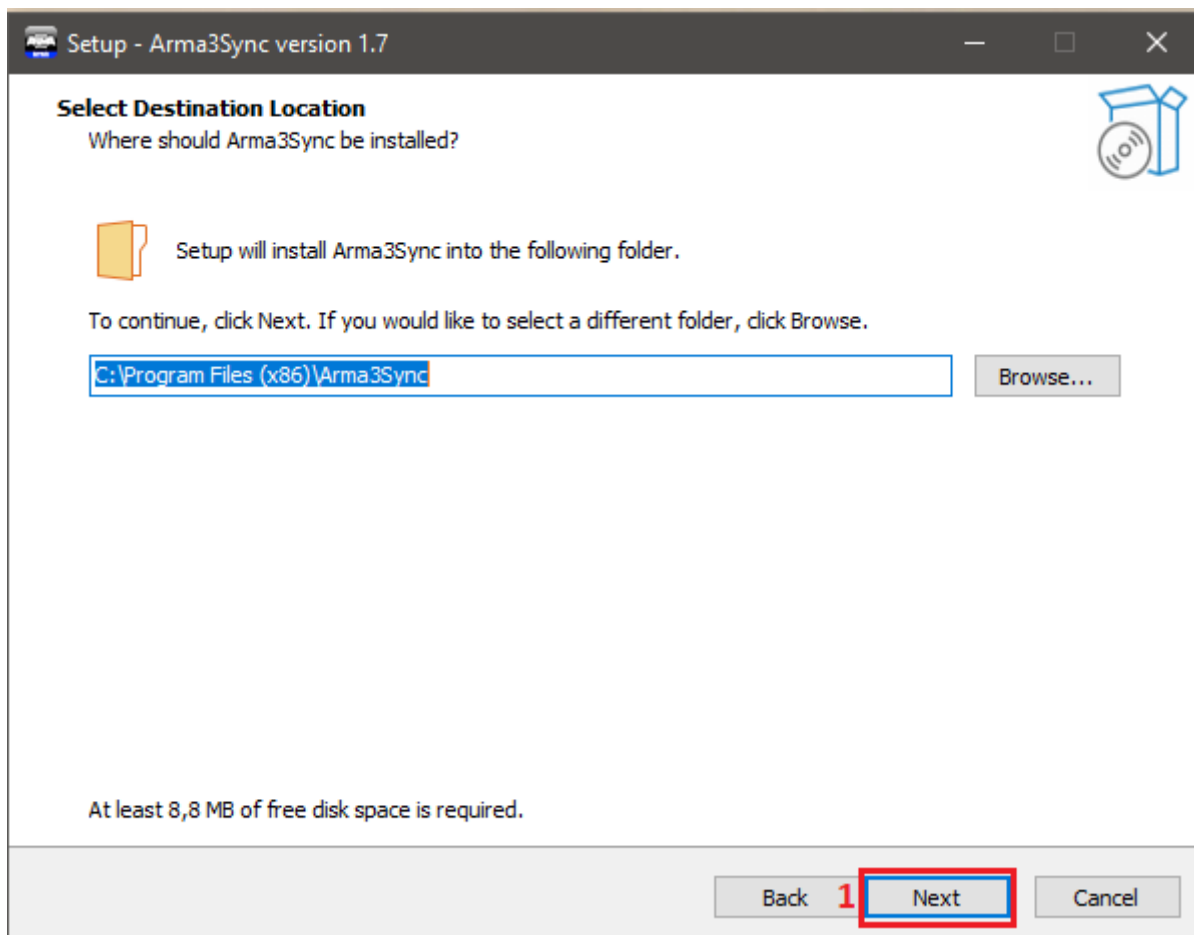 Setup - Arma3Sync version 1.7
Select Destination Location
Where should Arma3Sync be installed?
Setup will install Arma3Sync into the following folder.
To continue, click Next. If you would like to select a different folder, click Browse.
C:\Program Files (x86)\Arma3Sync
Browse...
At least 8,8 MB of free disk space is required.
Back 1 Next Cancel